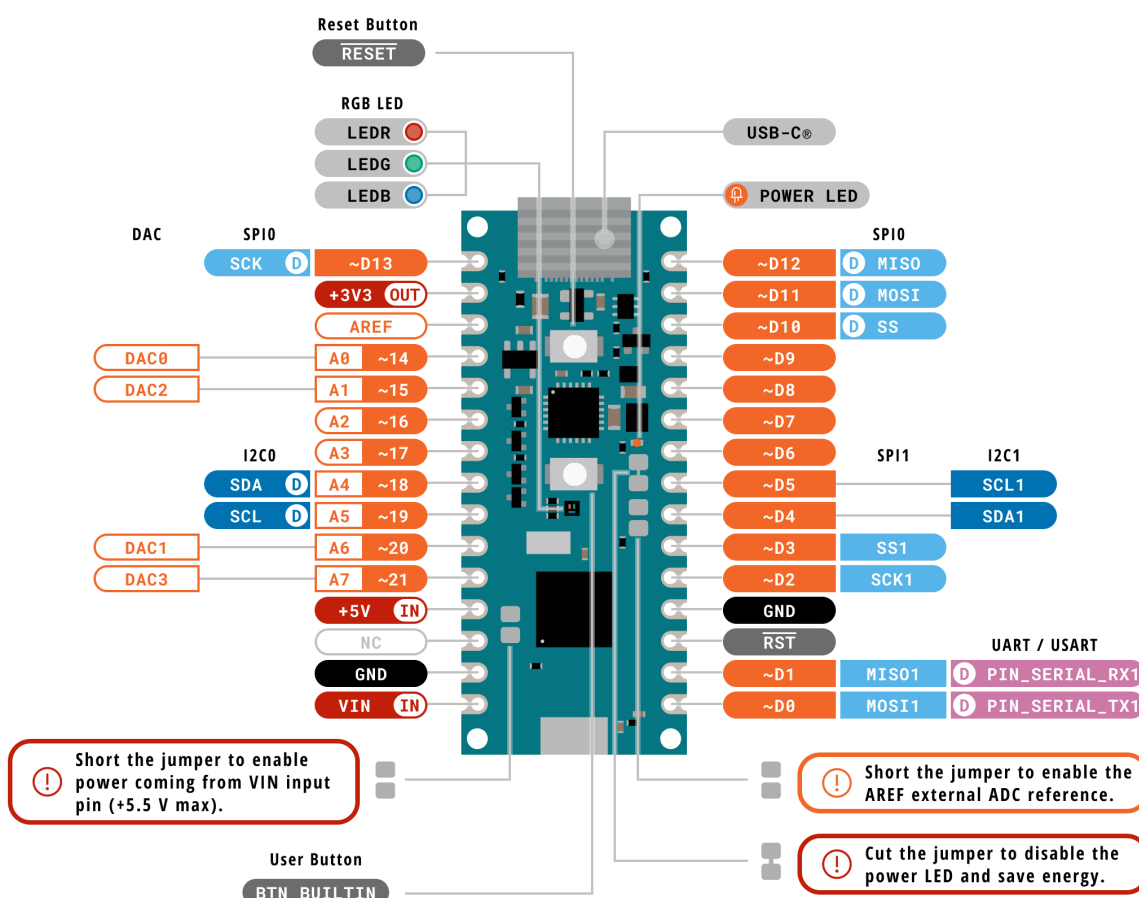 Reset Button
RESET
RGB LED
LEDR
LEDG
LEDB
USB-C®
POWER LED
DAC
SPI0
SCK D ~D13
+3V3 OUT
AREF
DAC0 A0 ~14
DAC2 A1 ~15
A2 ~16
A3 ~17
I2C0
SDA D A4 ~18
SCL D A5 ~19
DAC1 A6 ~20
DAC3 A7 ~21
+5V IN
NC
GND
VIN IN
SPI0
~D12 D MISO
~D11 D MOSI
~D10 D SS
~D9
~D8
~D7
~D6
SPI1 I2C1
~D5 SCL1
~D4 SDA1
~D3 SS1
~D2 SCK1
GND
RST
UART / USART
~D1 MISO1 D PIN_SERIAL_RX1
~D0 MOSI1 D PIN_SERIAL_TX1
! Short the jumper to enable
power coming from VIN input
pin (+5.5 V max).
! Short the jumper to enable the
AREF external ADC reference.
! Cut the jumper to disable the
power LED and save energy.
User Button
BTN_BUILTIN